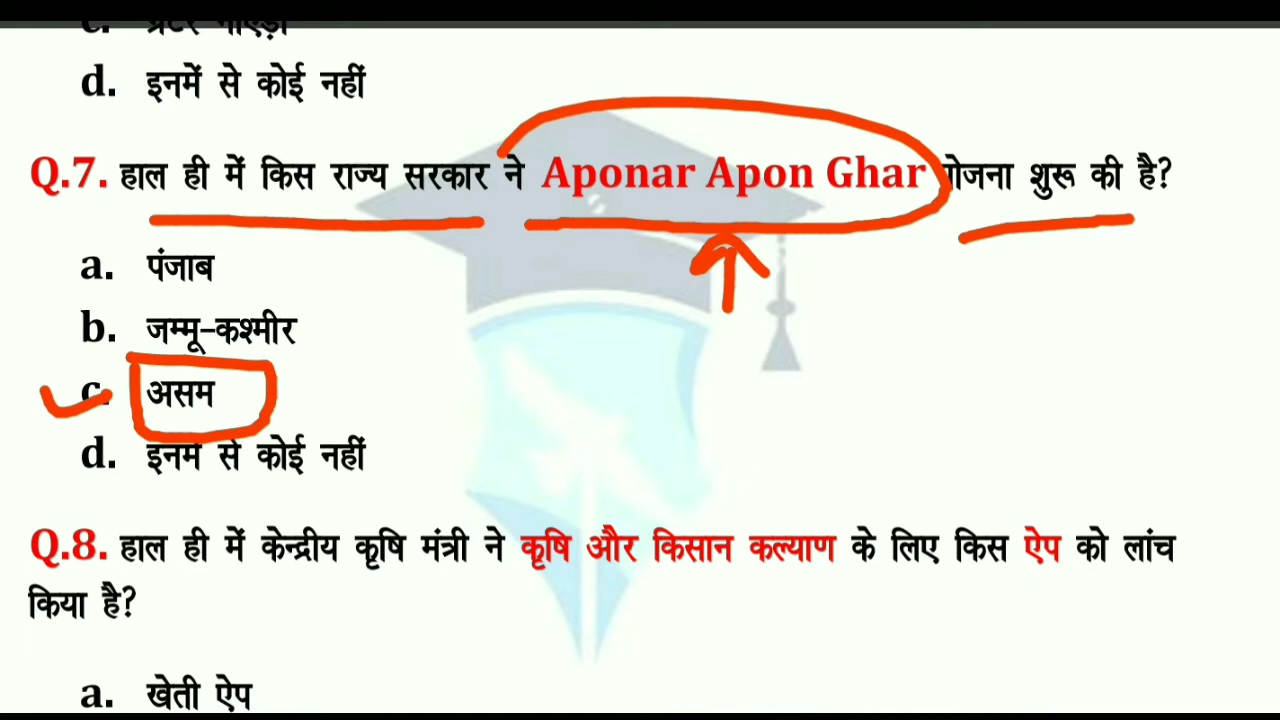 d. इनमें से कोई नहीं
Q.7. हाल ही में किस राज्य सरकार ने Aponar Apon Ghar योजना शुरू की है?
a. पंजाब
b. जम्मू-कश्मीर
c. असम
d. इनमें से कोई नहीं
Q.8. हाल ही में केन्द्रीय कृषि मंत्री ने कृषि और किसान कल्याण के लिए किस ऐप को लांच
किया है?
a. खेती ऐप